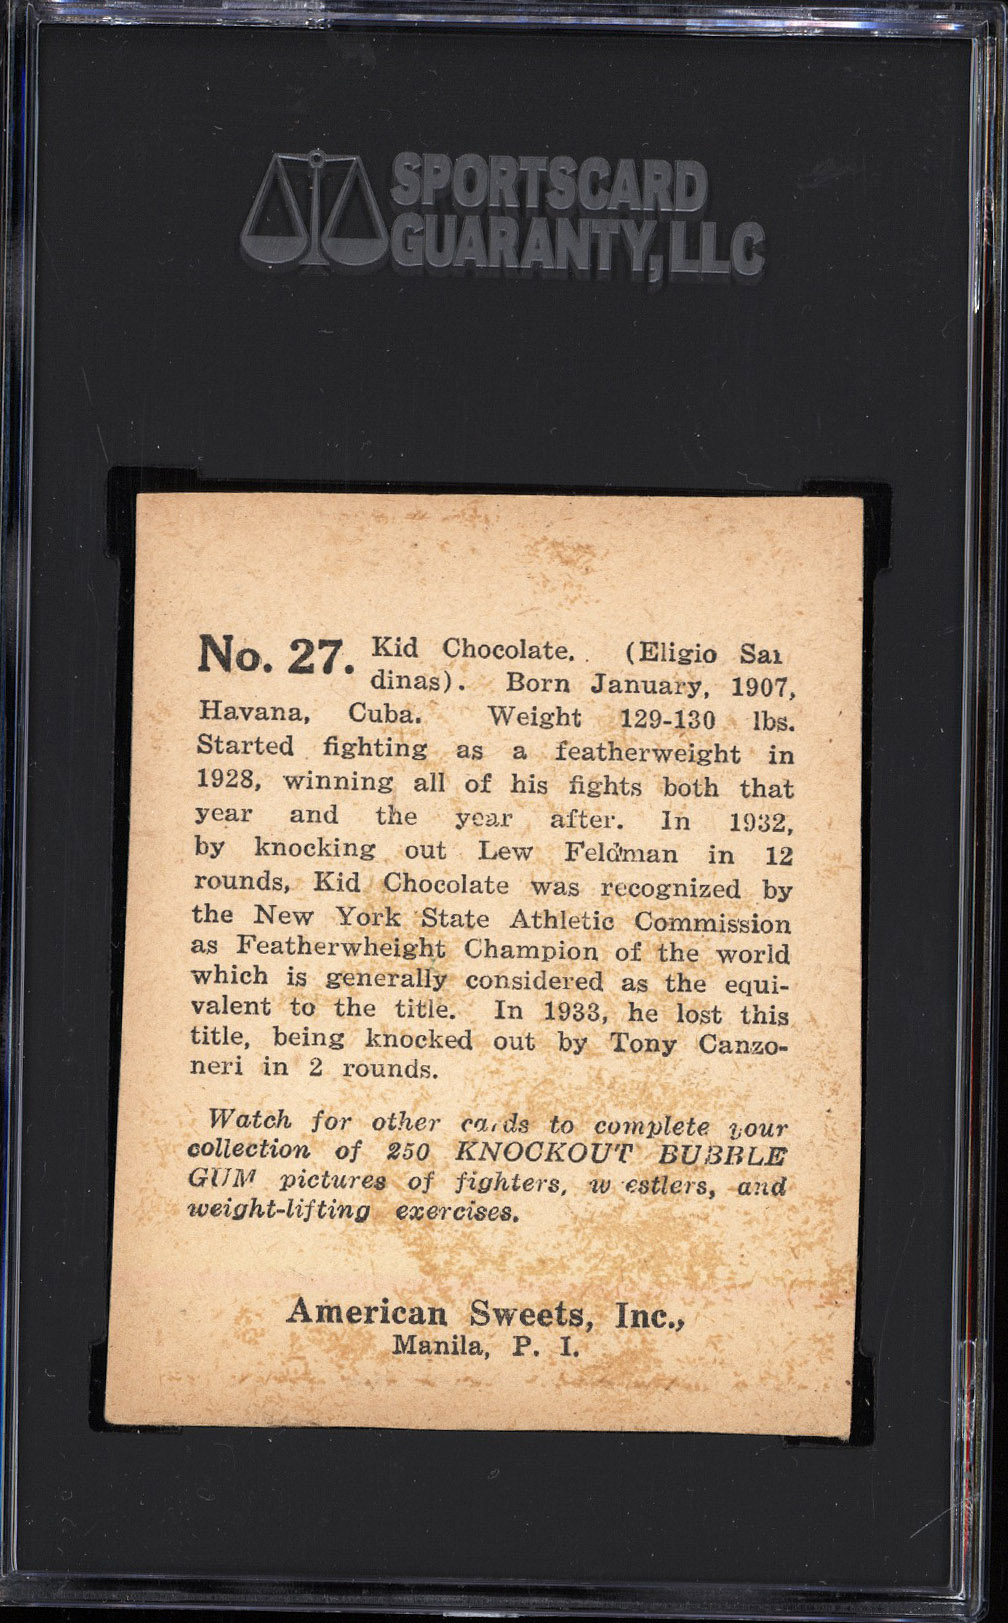 SPORTSCARD
GUARANTY, LLC
No. 27. Kid Chocolate. (Eligio Sar
dinas). Born January, 1907,
Havana, Cuba. Weight 129-130 lbs.
Started fighting as a featherweight in
1928, winning all of his fights both that
year and the year after. In 1932,
by knocking out Lew Feldman in 12
rounds, Kid Chocolate was recognized by
the New York State Athletic Commission
as Featherwheight Champion of the world
which is generally considered as the equi-
valent to the title. In 1933, he lost this
title, being knocked out by Tony Canzo-
neri in 2 rounds.
Watch for other cards to complete your
collection of 250 KNOCKOUT BUBBLE
GUM pictures of fighters, w estlers, and
weight-lifting exercises.
American Sweets, Inc.,
Manila, P. I.